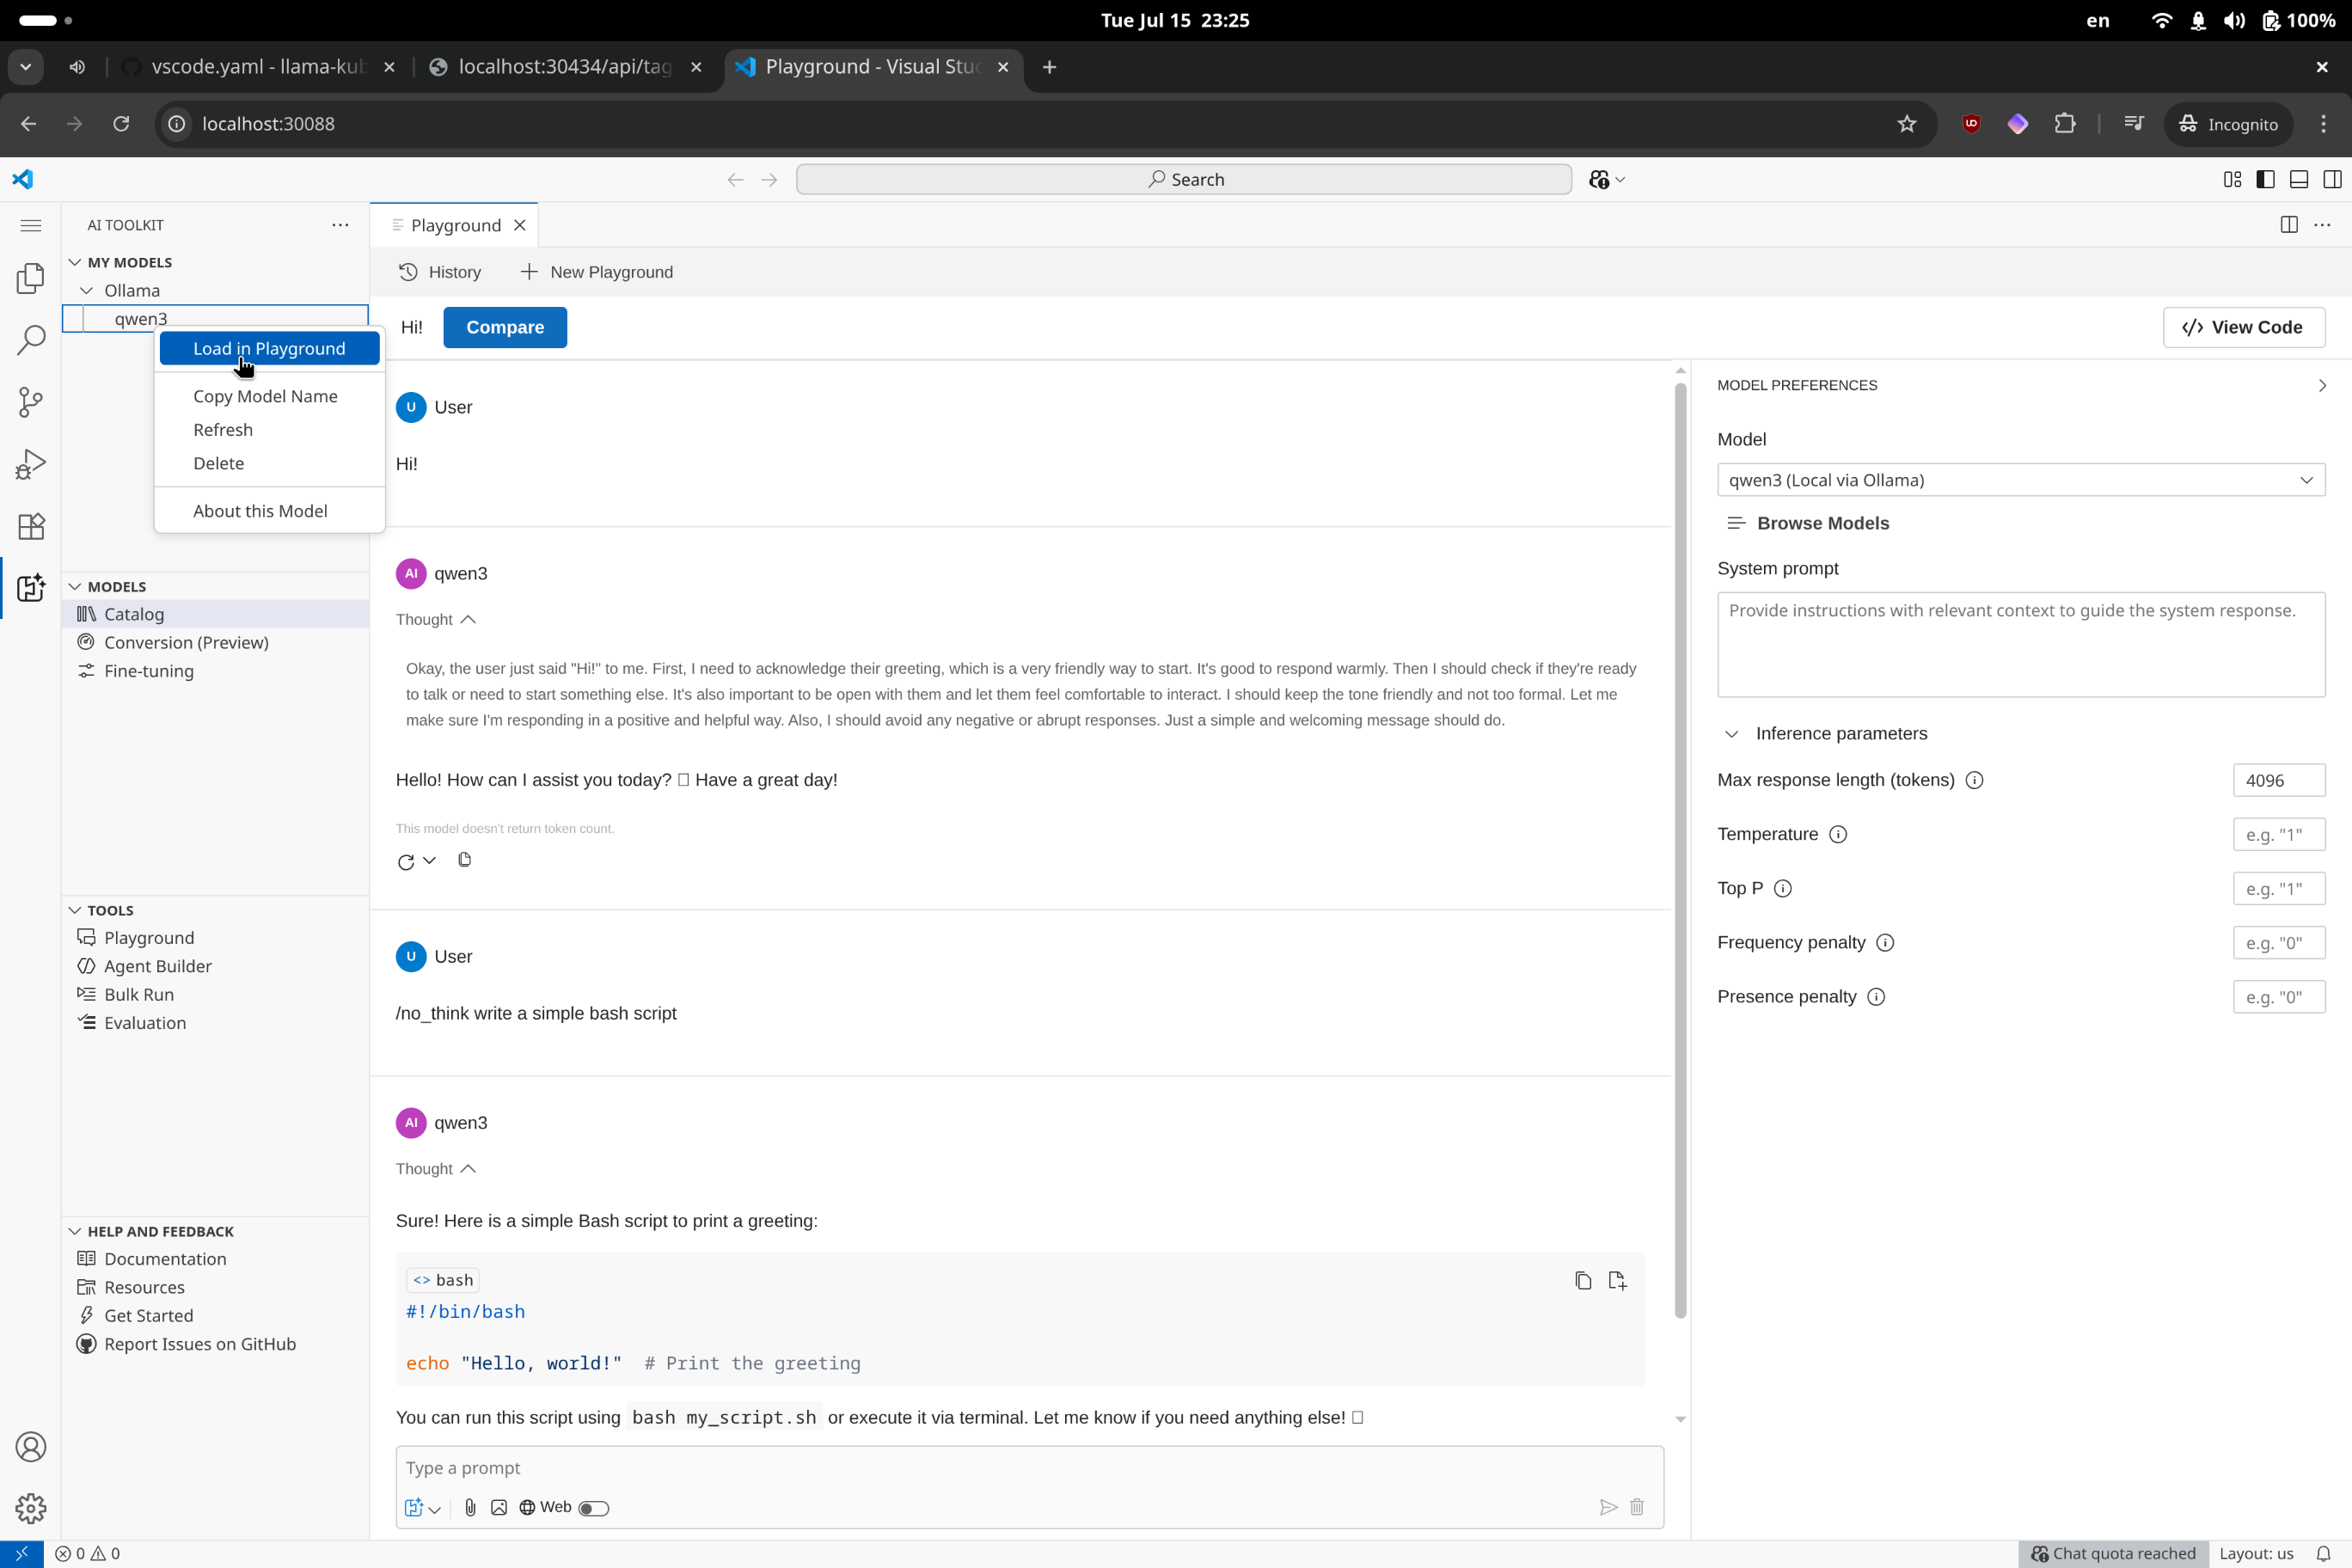 Tue Jul 15 23:25
en
100%
vscode.yaml - llama-kub
localhost:30434/api/tag
Playground - Visual Stuc
localhost:30088
Incognito
Search
AI TOOLKIT
MY MODELS
Ollama
qwen3
Load in Playground
Copy Model Name
Refresh
Delete
About this Model
MODELS
Catalog
Conversion (Preview)
Fine-tuning
TOOLS
Playground
Agent Builder
Bulk Run
Evaluation
HELP AND FEEDBACK
Documentation
Resources
Get Started
Report Issues on GitHub
Playground
History
New Playground
Hi!
Compare
</> View Code
U User
Hi!
AI qwen3
Thought
Okay, the user just said "Hi!" to me. First, I need to acknowledge their greeting, which is a very friendly way to start. It's good to respond warmly. Then I should check if they're ready
to talk or need to start something else. It's also important to be open with them and let them feel comfortable to interact. I should keep the tone friendly and not too formal. Let me
make sure I'm responding in a positive and helpful way. Also, I should avoid any negative or abrupt responses. Just a simple and welcoming message should do.
Hello! How can I assist you today? Have a great day!
This model doesn't return token count.
U User
/no_think write a simple bash script
AI qwen3
Thought
Sure! Here is a simple Bash script to print a greeting:
<> bash
#!/bin/bash
echo "Hello, world!" # Print the greeting
You can run this script using bash my_script.sh or execute it via terminal. Let me know if you need anything else!
Type a prompt
Web
MODEL PREFERENCES
Model
qwen3 (Local via Ollama)
Browse Models
System prompt
Provide instructions with relevant context to guide the system response.
Inference parameters
Max response length (tokens)
4096
Temperature
e.g. "1"
Top P
e.g. "1"
Frequency penalty
e.g. "0"
Presence penalty
e.g. "0"
0 0
Chat quota reached
Layout: us